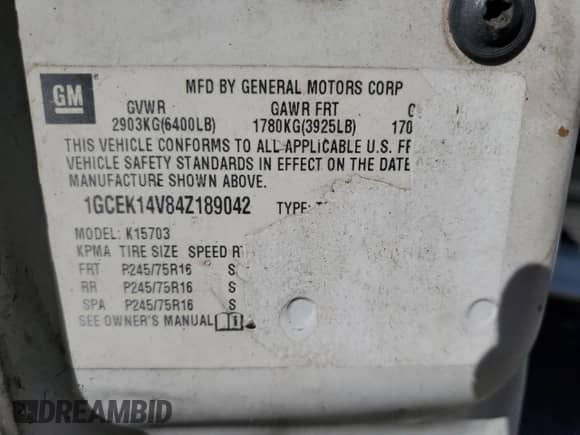 GM
MFD BY GENERAL MOTORS CORP
GVWR GAWR FRT
2903KG(6400LB) 1780KG(3925LB) 170
THIS VEHICLE CONFORMS TO ALL APPLICABLE U.S. FE
VEHICLE SAFETY STANDARDS IN EFFECT ON THE DATE
MANUFACTURE SHOWN ABOVE.
1GCEK14V84Z189042 TYPE:
MODEL: K15703
KPMA TIRE SIZE SPEED R
FRT P245/75R16 S
RR P245/75R16 S
SPA P245/75R16 S
SEE OWNER'S MANUAL
DREAMBID